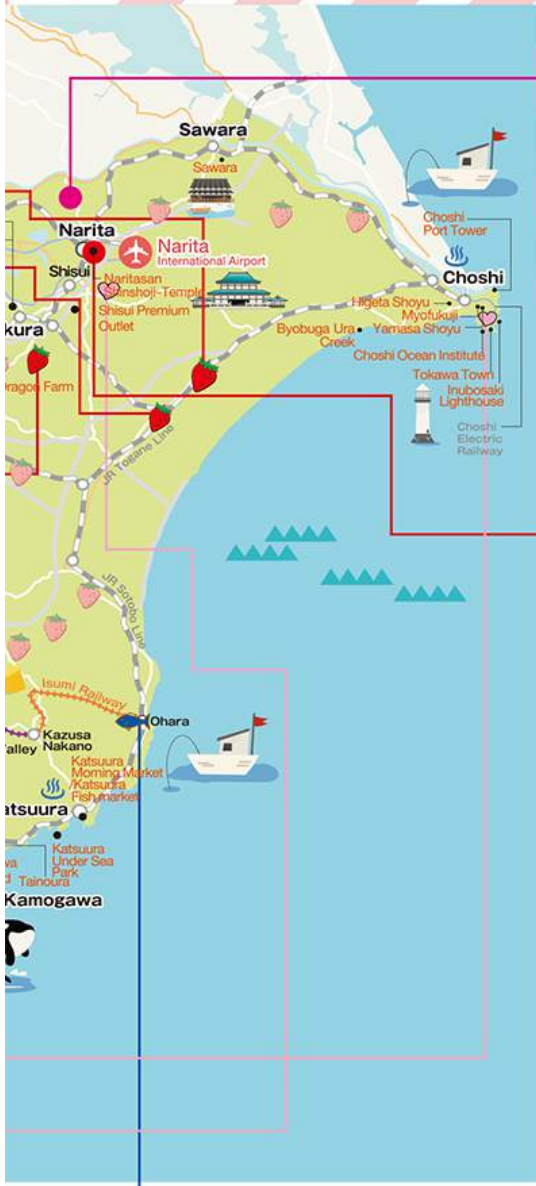 Sawara
Sawara
Narita
Narita
International Airport
Shisui
Naritasan
Shinshoji-Temple
Shisui Premium
Outlet
kura
Dragon Farm
Choshi
Port Tower
Choshi
Higeta Shoyu
Myofukuji
Byobuga Ura
Creek
Yamasa Shoyu
Choshi Ocean Institute
Tokawa Town
Inubosaki
Lighthouse
Choshi
Electric
Railway
JR Togane Line
JR Sotobo Line
Isumi Railway
Ohara
Kazusa
Nakano
alley
Katsuura
Morning Market
/Katsuura
Fish market
atsuura
Katsuura
Under Sea
Park
wa
d
Tainoura
Kamogawa